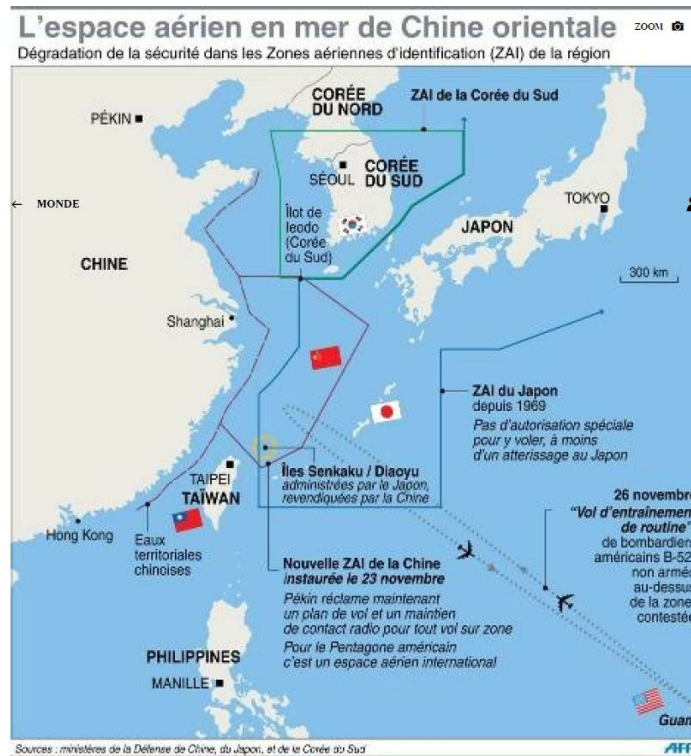 L'espace aérien en mer de Chine orientale
ZOOM
Dégradation de la sécurité dans les Zones aériennes d'identification (ZAI) de la région
CORÉE
DU NORD
ZAI de la Corée du Sud
PÉKIN
SÉOUL
CORÉE
DU SUD
← MONDE
TOKYO
Îlot de
Ieodo
(Corée
du Sud)
JAPON
CHINE
300 km
Shanghai
ZAI du Japon
depuis 1969
Pas d'autorisation spéciale
pour y voler, à moins
d'un atterissage au Japon
TAIPEI
TAÏWAN
Îles Senkaku / Diaoyu
administrées par le Japon,
revendiquées par la Chine
Hong Kong
Eaux
territoriales
chinoises
26 novembre
"Vol d'entraînemen
de routine"
de bombardiers
américains B-52,
non armés
au-dessus
de la zone
contestée
Nouvelle ZAI de la Chine
instaurée le 23 novembre
Pékin réclame maintenant
un plan de vol et un maintien
de contact radio pour tout vol sur zone
Pour le Pentagone américain
c'est un espace aérien international
PHILIPPINES
MANILLE
Guam
Sources : ministères de la Défense de Chine, du Japon, et de la Corée du Sud
AFP